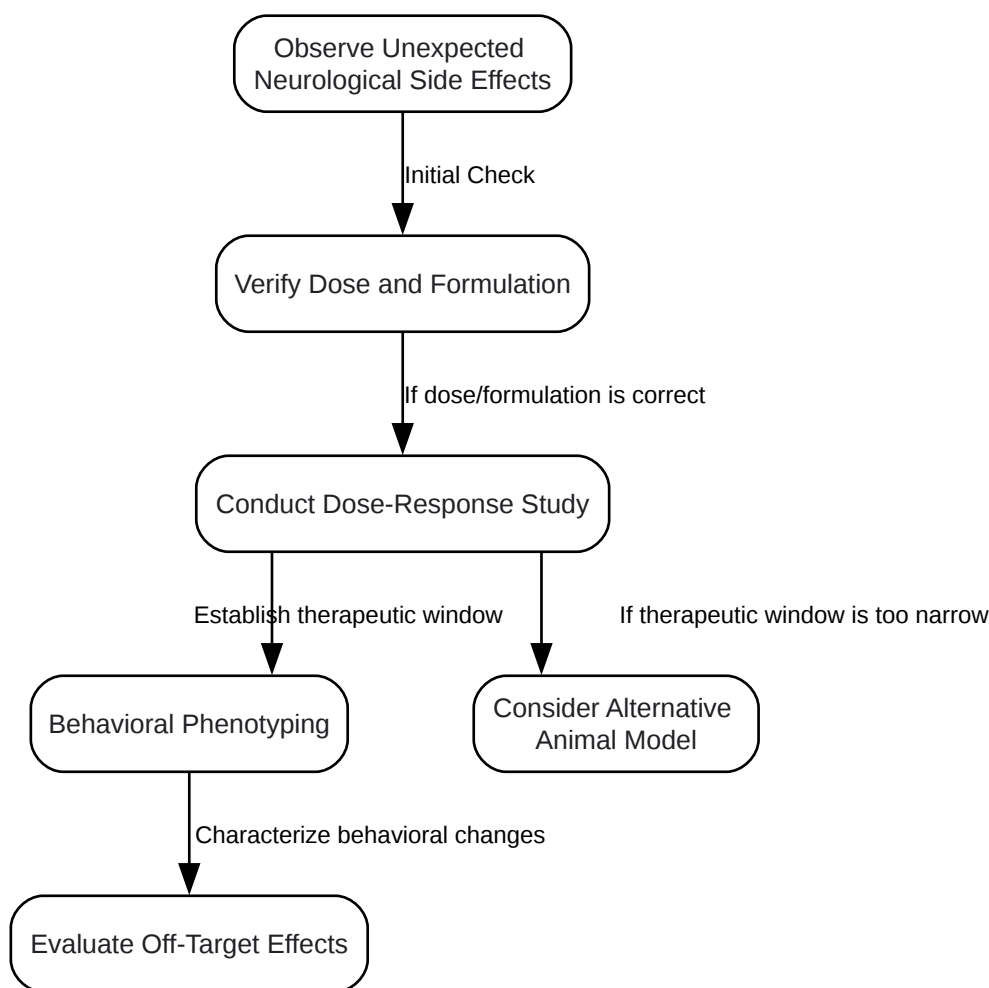 Observe Unexpected
Neurological Side Effects
Initial Check
Verify Dose and Formulation
If dose/formulation is correct
Conduct Dose-Response Study
Establish therapeutic window
If therapeutic window is too narrow
Behavioral Phenotyping
Consider Alternative
Animal Model
Characterize behavioral changes
Evaluate Off-Target Effects